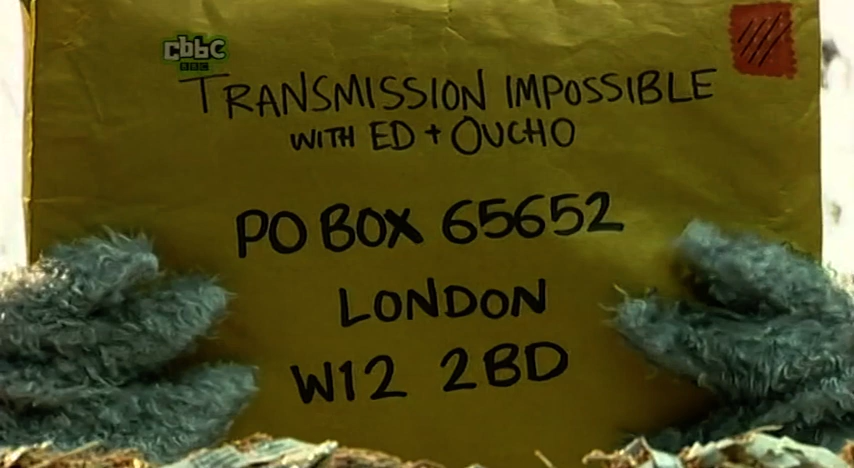 cbbc
BBC
TRANSMISSION IMPOSSIBLE
WITH ED + OUCHO
PO BOX 65652
LONDON
W12 2BD